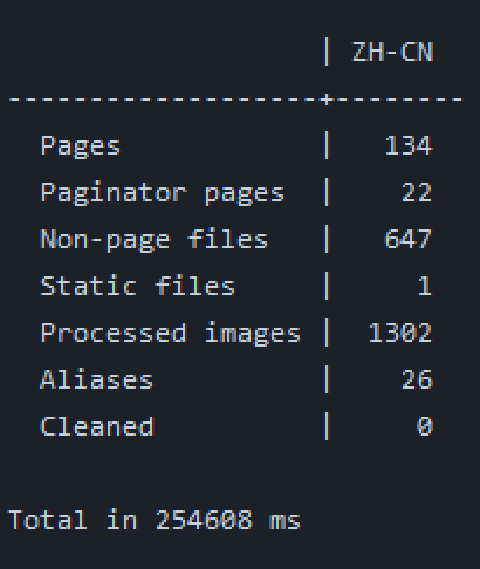 | ZH-CN
-------------------+--------
  Pages            |   134
  Paginator pages  |    22
  Non-page files   |   647
  Static files     |     1
  Processed images |  1302
  Aliases          |    26
  Cleaned          |     0

Total in 254608 ms